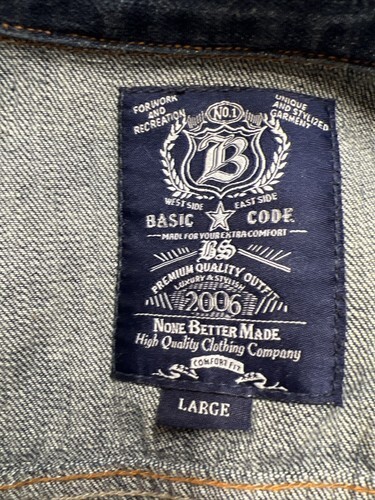 FOR WORK AND RECREATION
UNIQUE AND STYLIZED GARMENT
NO.1
B
WEST SIDE EAST SIDE
BASIC CODE
MADE FOR YOUR EXTRA COMFORT
BS
PREMIUM QUALITY OUTFIT
LUXURY & STYLISH
2006
NONE BETTER MADE
High Quality Clothing Company
COMFORT FIT
LARGE